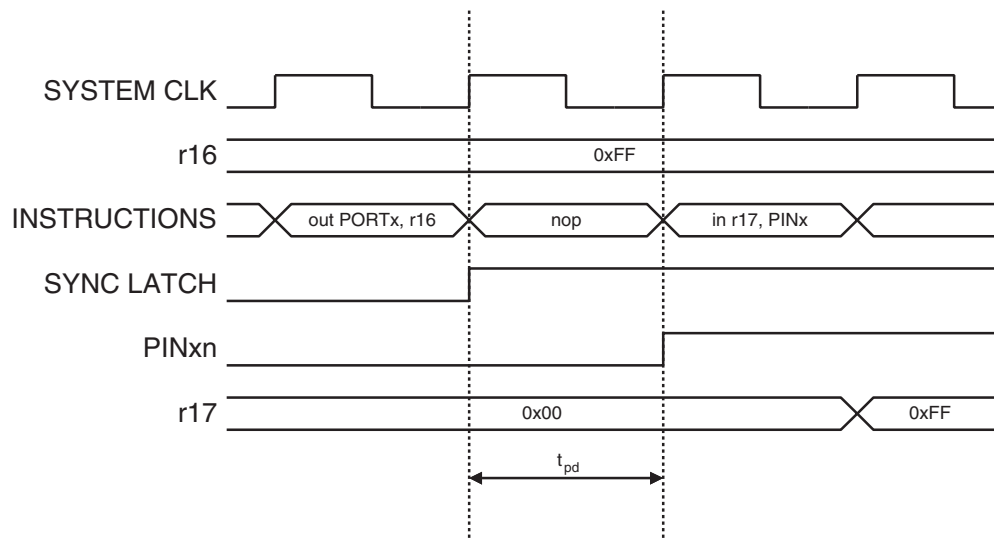 SYSTEM CLK
r16
0xFF
INSTRUCTIONS
out PORTx, r16
nop
in r17, PINx
SYNC LATCH
PINxn
r17
0x00
0xFF
tpd